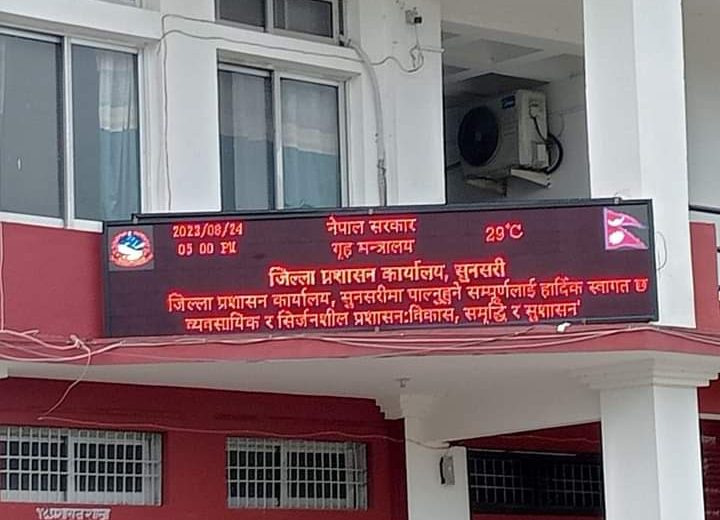 2023/08/24 नेपाल सरकार 29°C
05 00 PM गृह मन्त्रालय
जिल्ला प्रशासन कार्यालय, सुनसरी
जिल्ला प्रशासन कार्यालय, सुनसरीमा पाल्नुहुने सम्पूर्णलाई हार्दिक स्वागत छ
व्यवसायिक र सिर्जनशील प्रशासन:विकास, समृद्धि र सुशासन'